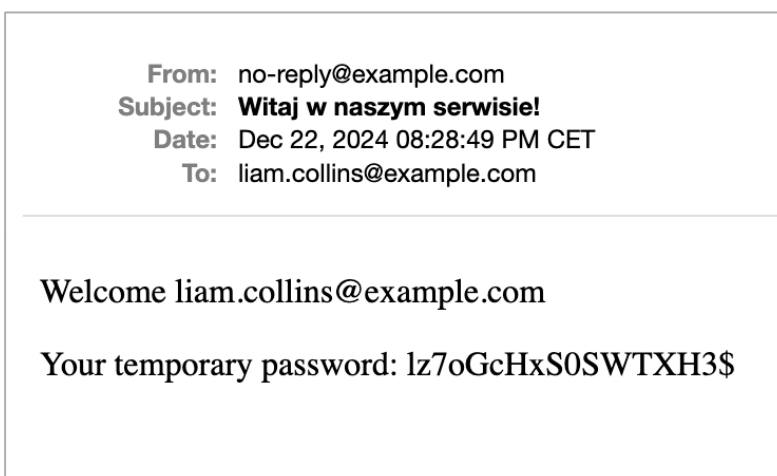 From: no-reply@example.com
Subject: Witaj w naszym serwisie!
Date: Dec 22, 2024 08:28:49 PM CET
To: liam.collins@example.com
Welcome liam.collins@example.com
Your temporary password: lz7oGcHxS0SWTXH3$